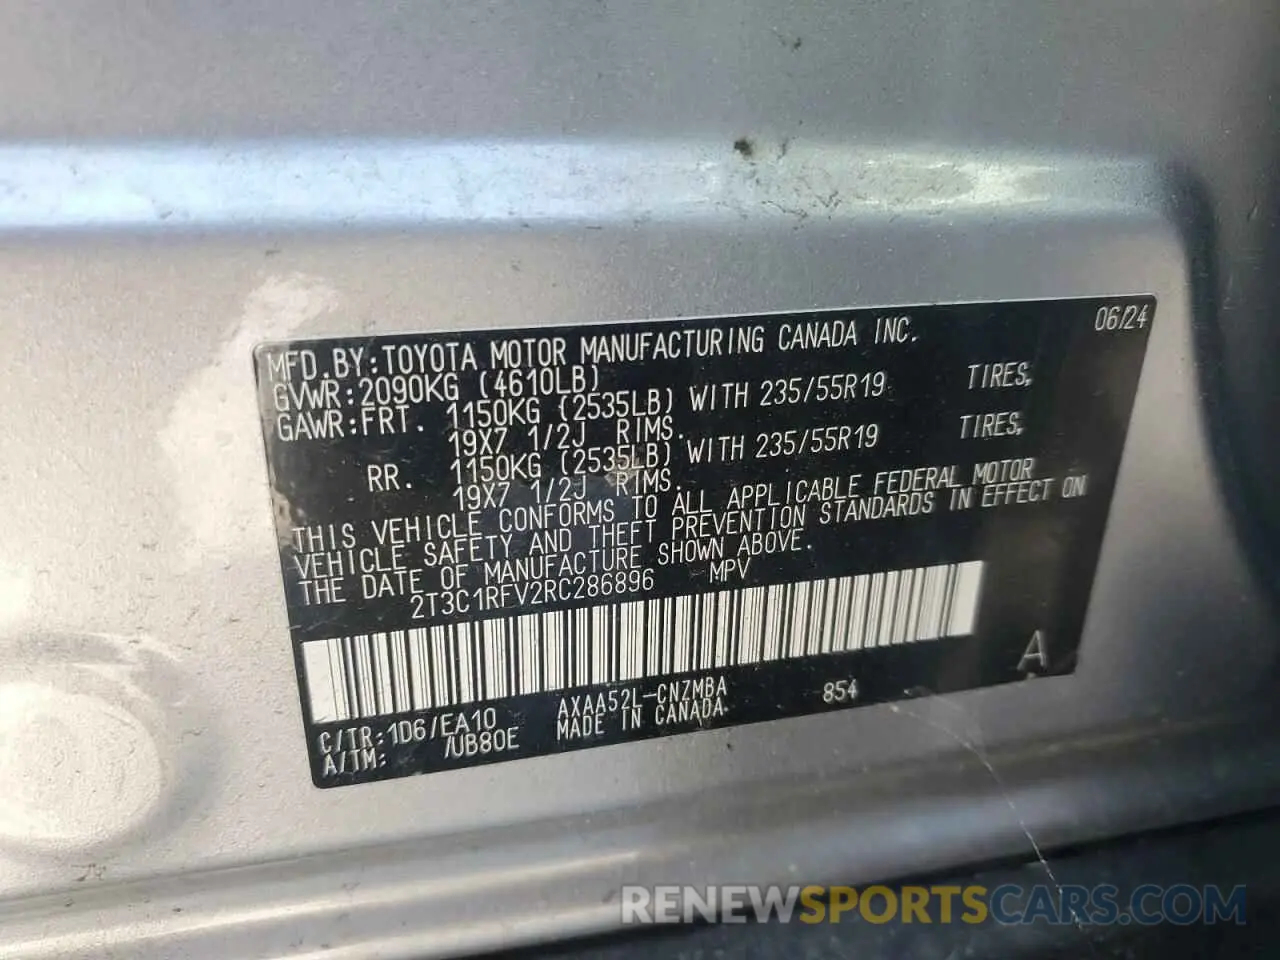 06/24
MFD.BY:TOYOTA MOTOR MANUFACTURING CANADA INC.
GVWR:2090KG (4610LB)
GAWR:FRT. 1150KG (2535LB) WITH 235/55R19 TIRES,
19X7 1/2J RIMS.
RR. 1150KG (2535LB) WITH 235/55R19 TIRES,
19X7 1/2J RIMS.
THIS VEHICLE CONFORMS TO ALL APPLICABLE FEDERAL MOTOR
VEHICLE SAFETY AND THEFT PREVENTION STANDARDS IN EFFECT ON
THE DATE OF MANUFACTURE SHOWN ABOVE.
2T3C1RFV2RC286896 MPV
A
C/TR:1D6/EA10 AXAA52L-CNZMBA 854
A/TM: /UB80E MADE IN CANADA
RENEWSPORTSCARS.COM